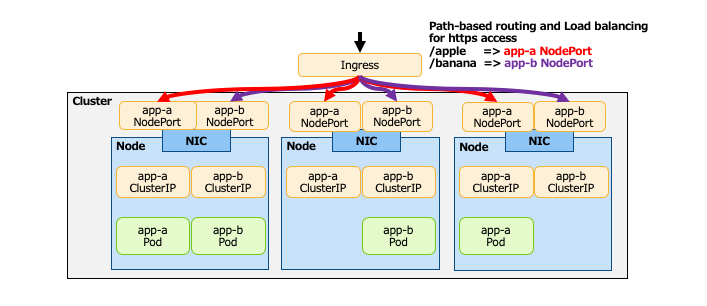 Path-based routing and Load balancing
for https access
/apple => app-a NodePort
/banana => app-b NodePort
Ingress
Cluster
app-a
NodePort
app-b
NodePort
app-a
NodePort
app-b
NodePort
app-a
NodePort
app-b
NodePort
Node
NIC
Node
NIC
Node
NIC
app-a
ClusterIP
app-b
ClusterIP
app-a
ClusterIP
app-b
ClusterIP
app-a
ClusterIP
app-b
ClusterIP
app-a
Pod
app-b
Pod
app-b
Pod
app-a
Pod